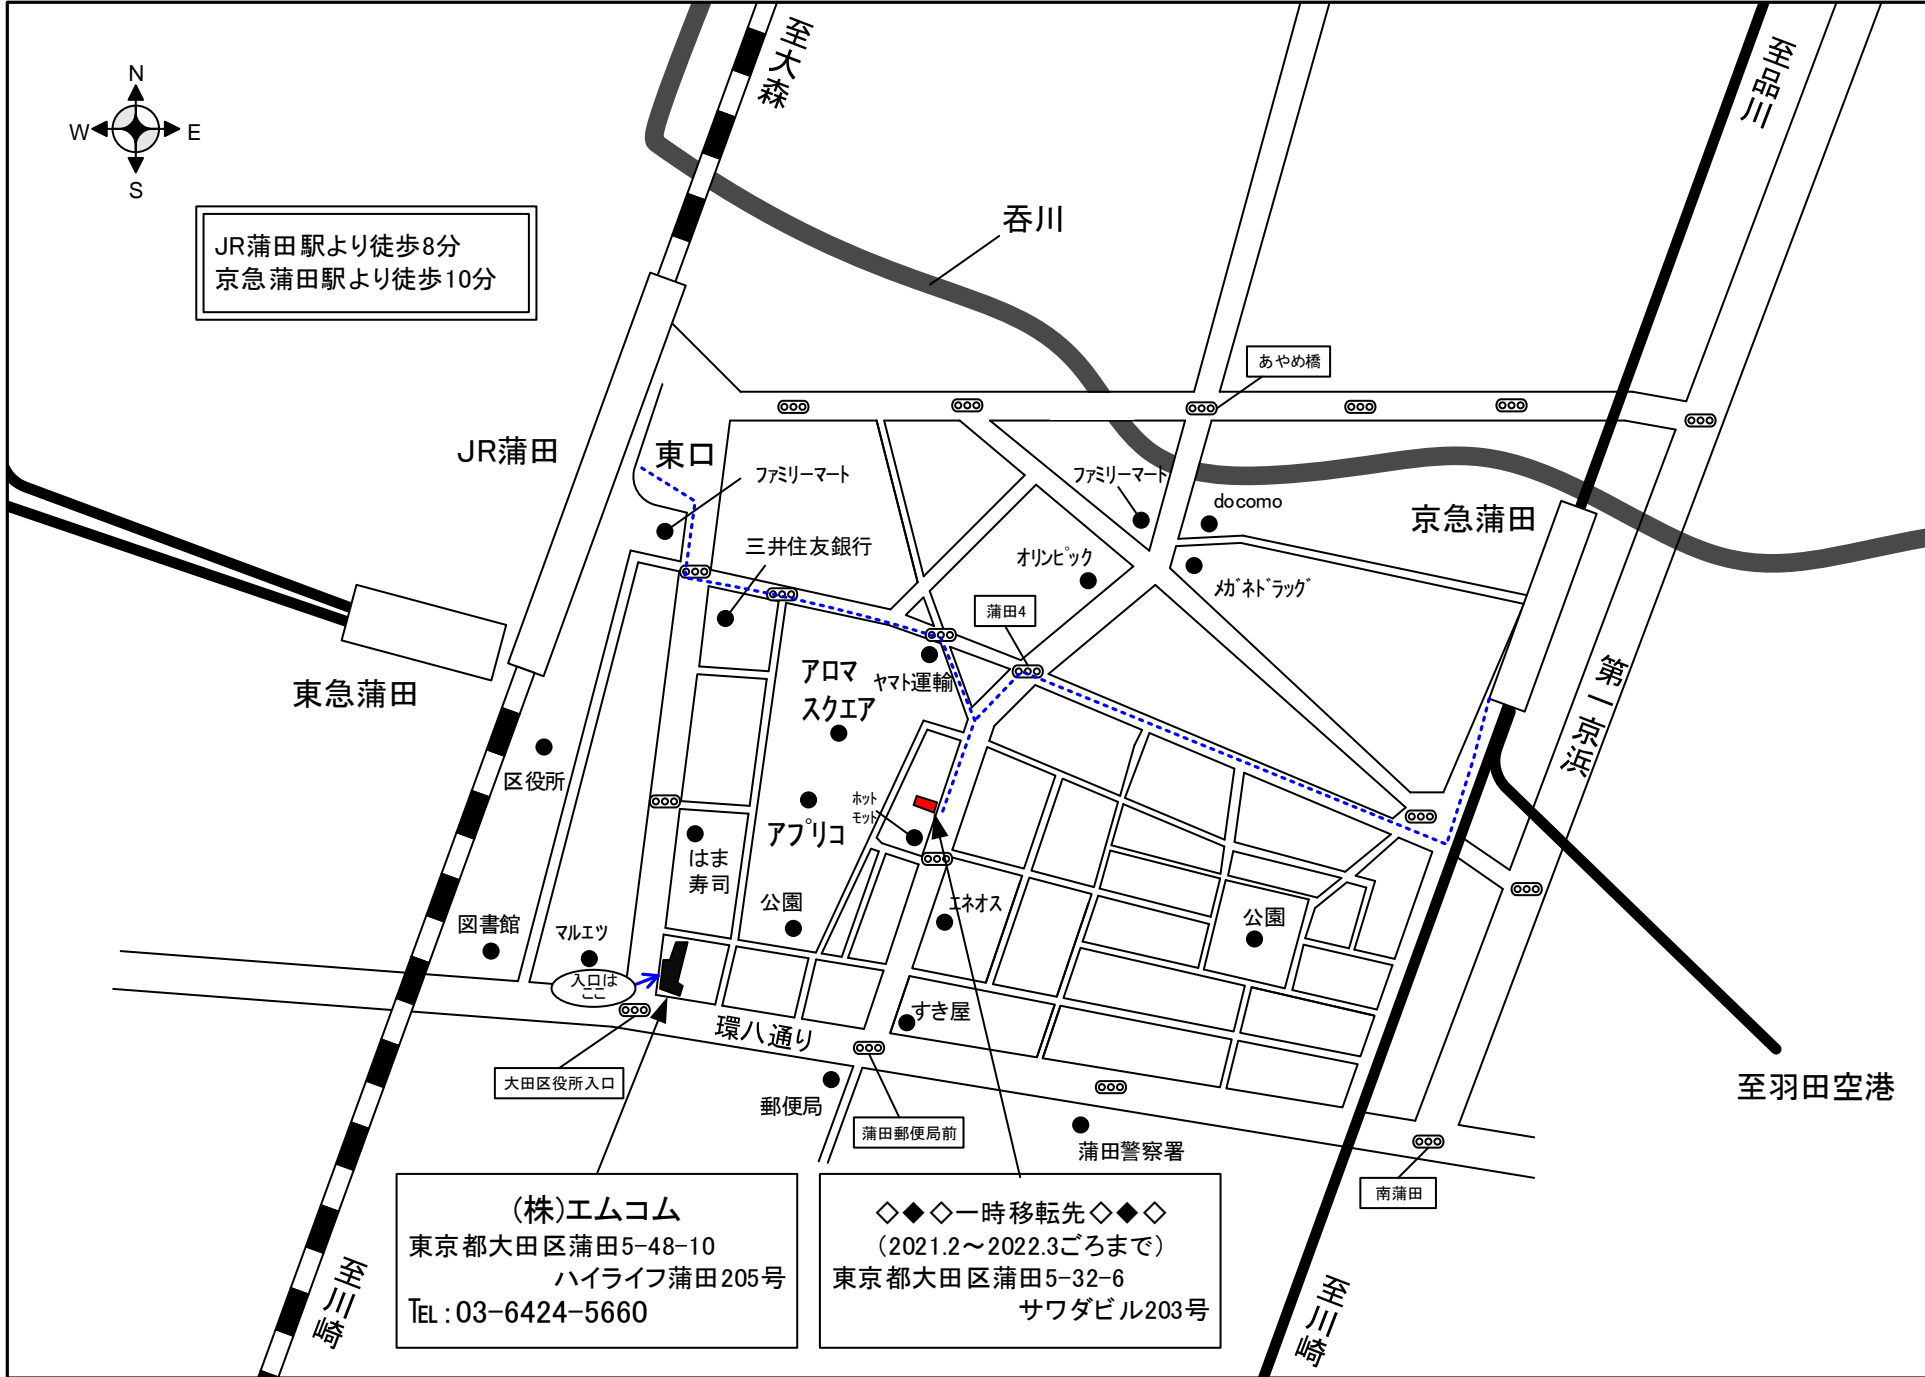 至大森
至品川
N
W
E
S
JR蒲田駅より徒歩8分
京急蒲田駅より徒歩10分
呑川
あやめ橋
JR蒲田
東口
ファミリーマート
ファミリーマート
docomo
京急蒲田
三井住友銀行
オリンピック
メガネドラッグ
蒲田4
東急蒲田
アロマ
スクエア
ヤマト運輸
第一京浜
区役所
ホット
モット
アプリコ
はま
寿司
公園
エネオス
公園
図書館
マルエツ
入口は
ここ
すき屋
環八通り
大田区役所入口
郵便局
蒲田郵便局前
蒲田警察署
至羽田空港
南蒲田
(株)エムコム
東京都大田区蒲田5-48-10
ハイライフ蒲田205号
TEL:03-6424-5660
◇◆◇一時移転先◇◆◇
(2021.2～2022.3ごろまで)
東京都大田区蒲田5-32-6
サワダビル203号
至川崎
至川崎